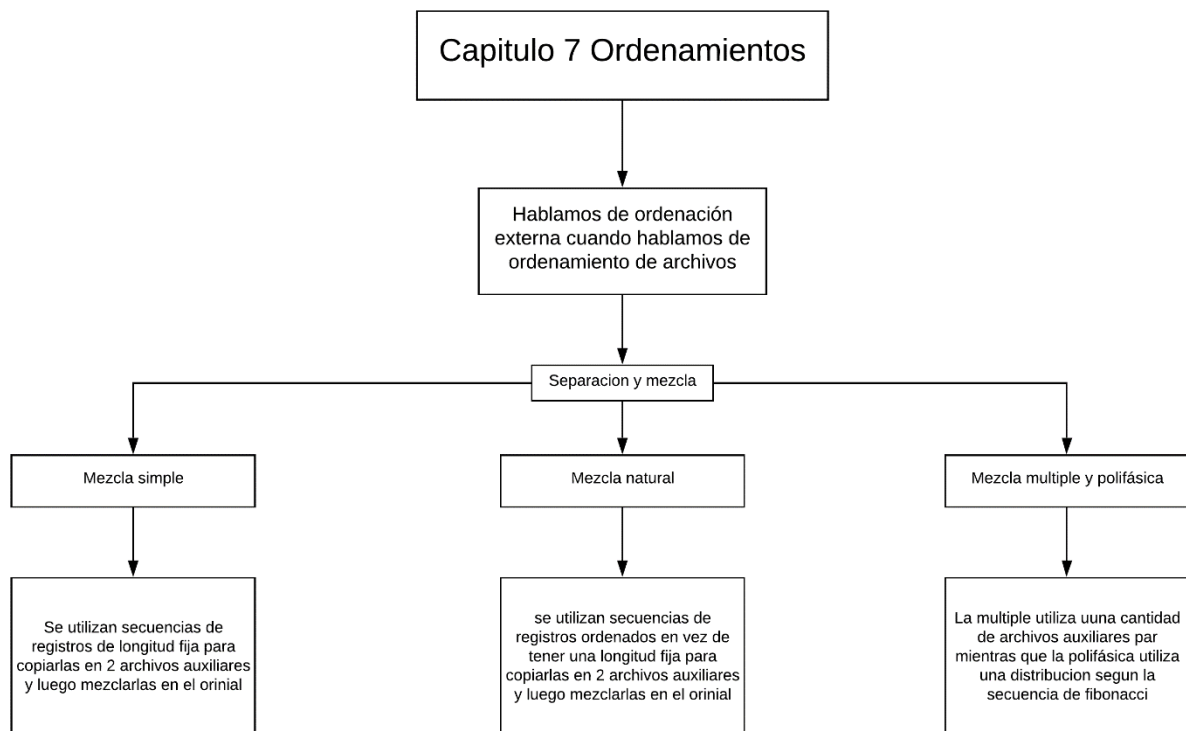 Capitulo 7 Ordenamientos
Hablamos de ordenación
externa cuando hablamos de
ordenamiento de archivos
Separacion y mezcla
Mezcla simple
Mezcla natural
Mezcla multiple y polifásica
Se utilizan secuencias de
registros de longitud fija para
copiarlas en 2 archivos auxiliares
y luego mezclarlas en el orinial
se utilizan secuencias de
registros ordenados en vez de
tener una longitud fija para
copiarlas en 2 archivos auxiliares
y luego mezclarlas en el orinial
La multiple utiliza uuna cantidad
de archivos auxiliares par
mientras que la polifásica utiliza
una distribucion segun la
secuencia de fibonacci